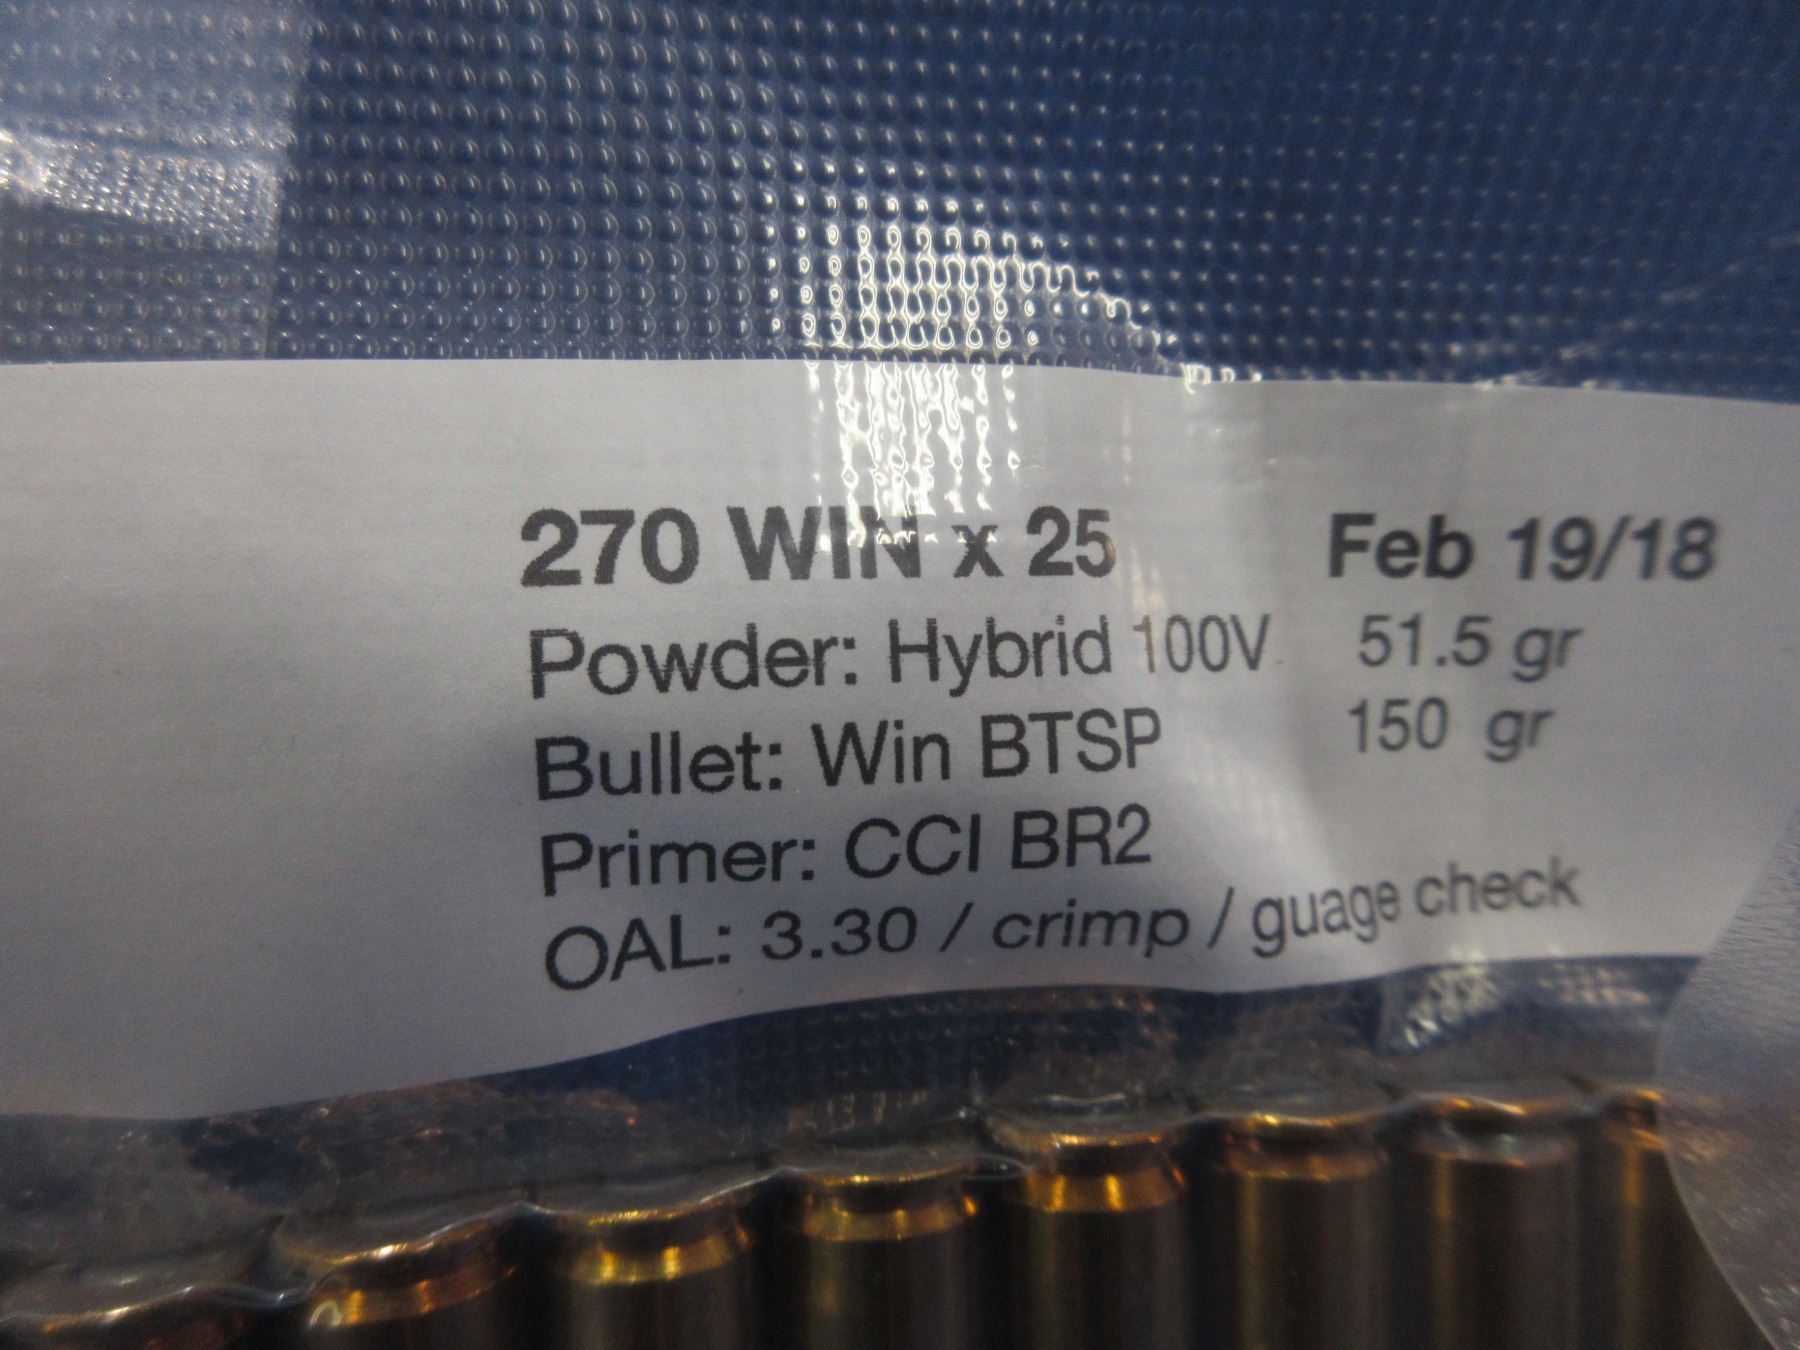 270 WIN x 25 Feb 19/18
Powder: Hybrid 100V 51.5 gr
Bullet: Win BTSP 150 gr
Primer: CCI BR2
OAL: 3.30 / crimp / guage check